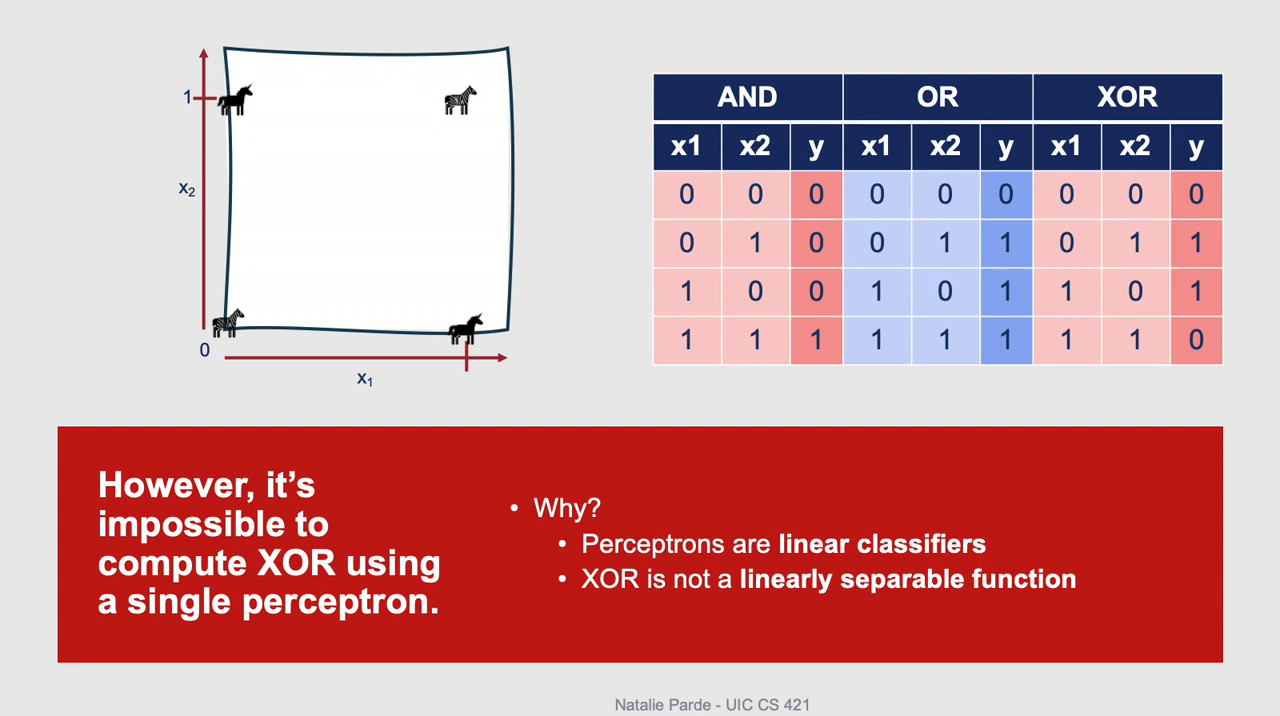 1
x₂
0
x₁
AND OR XOR
x1 x2 y x1 x2 y x1 x2 y
0 0 0 0 0 0 0 0 0
0 1 0 0 1 1 0 1 1
1 0 0 1 0 1 1 0 1
1 1 1 1 1 1 1 1 0
However, it’s
impossible to
compute XOR using
a single perceptron.
• Why?
• Perceptrons are linear classifiers
• XOR is not a linearly separable function
Natalie Parde - UIC CS 421